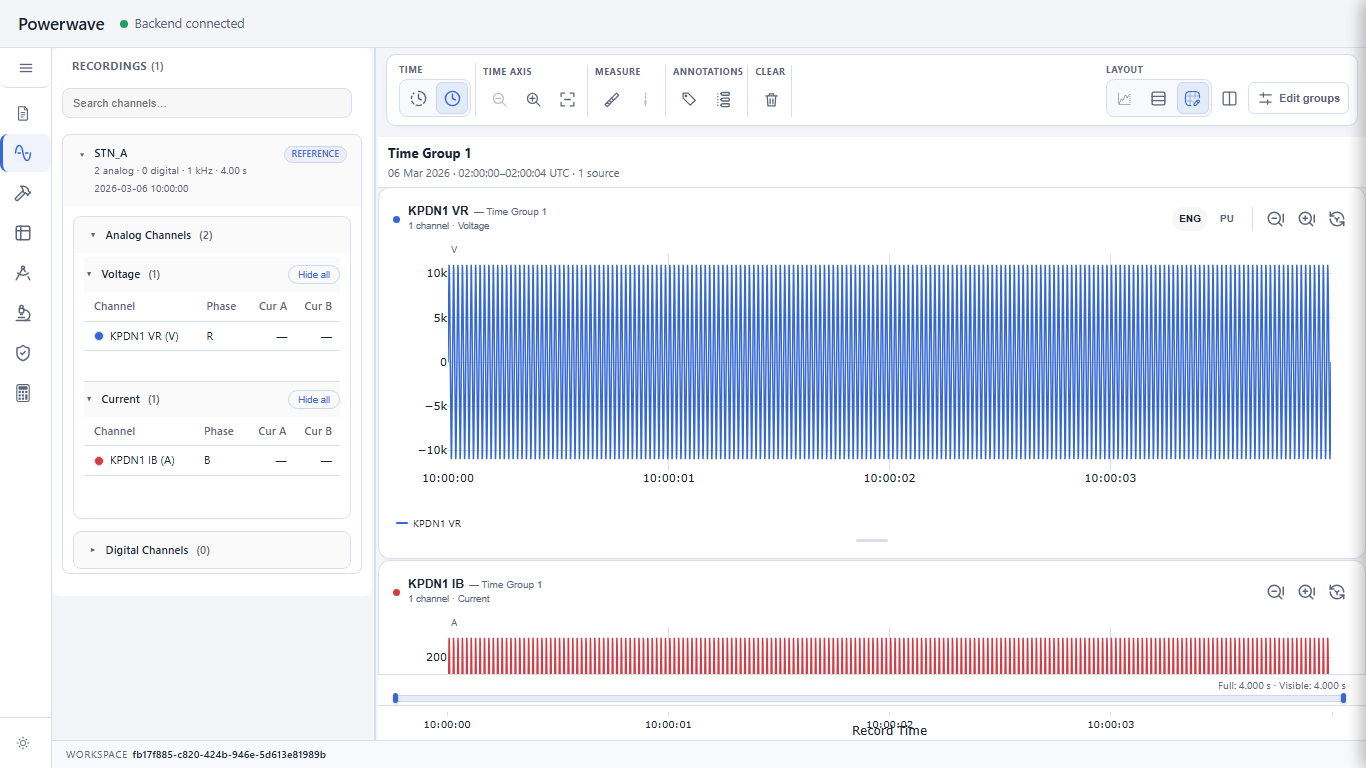 Powerwave
Backend connected
RECORDINGS (1)
Search channels...
STN_A
REFERENCE
2 analog · 0 digital · 1 kHz · 4.00 s
2026-03-06 10:00:00
Analog Channels (2)
Voltage (1)
Hide all
Channel Phase Cur A Cur B
KPDN1 VR (V) R — —
Current (1)
Hide all
Channel Phase Cur A Cur B
KPDN1 IB (A) B — —
Digital Channels (0)
TIME
TIME AXIS
MEASURE
ANNOTATIONS
CLEAR
LAYOUT
Edit groups
Time Group 1
06 Mar 2026 · 02:00:00–02:00:04 UTC · 1 source
KPDN1 VR — Time Group 1
1 channel · Voltage
ENG PU
V
10k
5k
0
−5k
−10k
10:00:00 10:00:01 10:00:02 10:00:03
KPDN1 VR
KPDN1 IB — Time Group 1
1 channel · Current
A
200
Full: 4.000 s · Visible: 4.000 s
10:00:00 10:00:01 10:00:02 10:00:03
Record Time
WORKSPACE fb17f885-c820-424b-946e-5d613e81989b